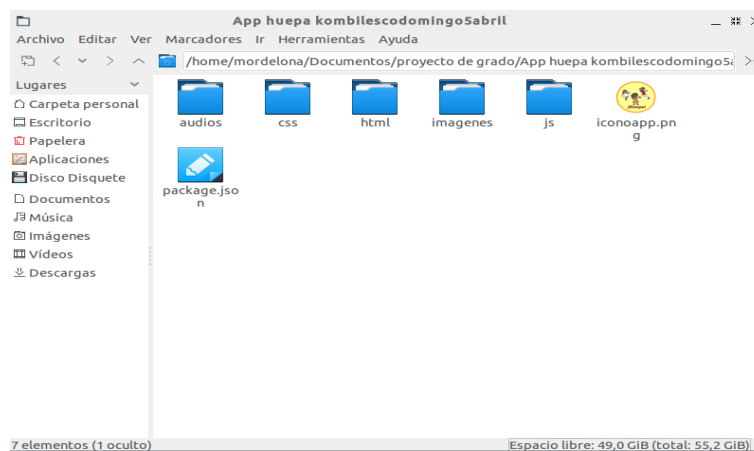 App huepa kombilescodomingo5abril
Archivo Editar Ver Marcadores Ir Herramientas Ayuda
/home/mordelona/Documentos/proyecto de grado/App huepa kombilescodomingo5a
Lugares
Carpeta personal
Escritorio
Papelera
Aplicaciones
Disco Disquete
Documentos
Música
Imágenes
Vídeos
Descargas
audios css html imagenes js iconoapp.pn
g
package.jso
n
7 elementos (1 oculto) Espacio libre: 49,0 GiB (total: 55,2 GiB)